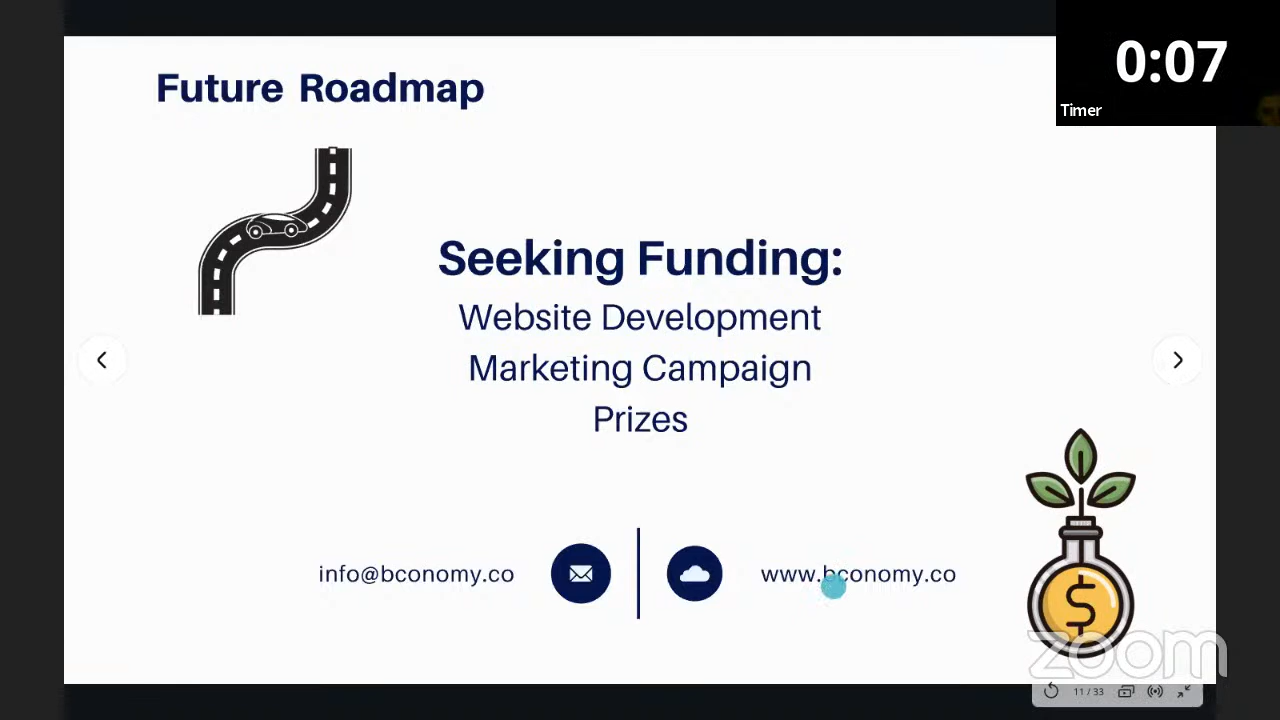 Future Roadmap
0:07
Timer
Seeking Funding:
Website Development
Marketing Campaign
Prizes
info@bconomy.co
www.bconomy.co
$
zoom
11 / 33